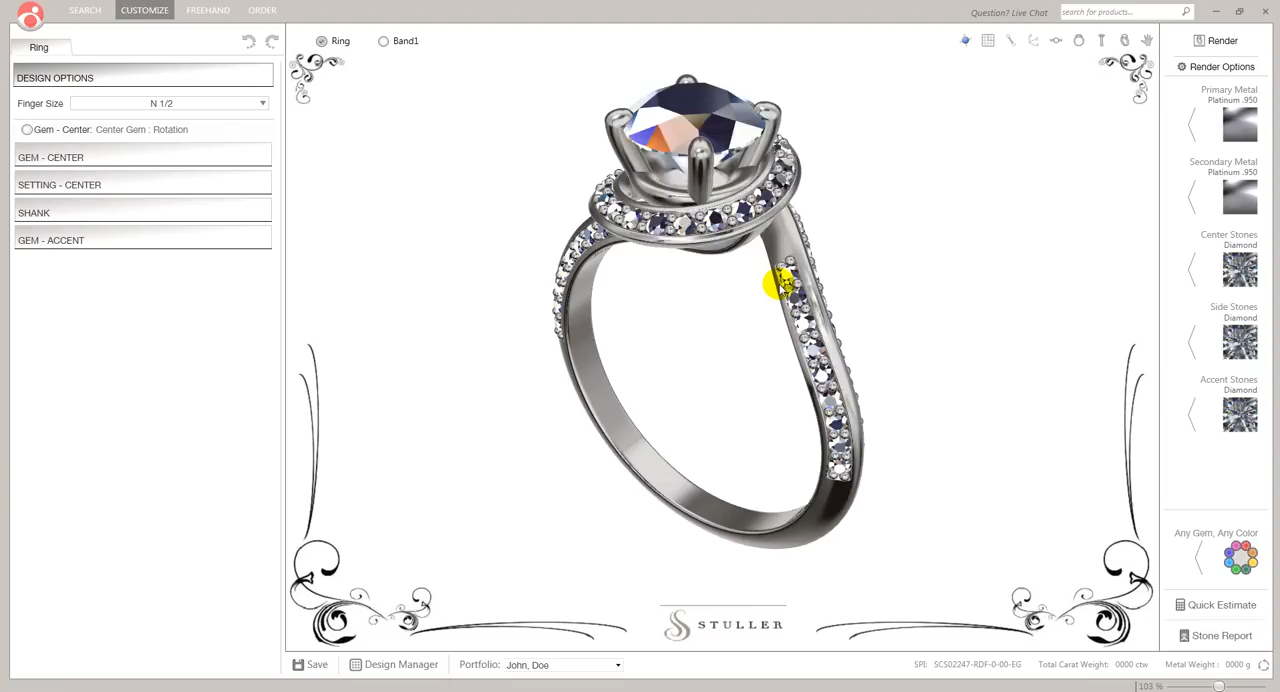 SEARCH CUSTOMIZE FREEHAND ORDER
Question? Live Chat search for products...
Ring
Ring Band1
DESIGN OPTIONS
Finger Size N 1/2
Gem - Center: Center Gem : Rotation
GEM - CENTER
SETTING - CENTER
SHANK
GEM - ACCENT
Render
Render Options
Primary Metal
Platinum .950
Secondary Metal
Platinum .950
Center Stones
Diamond
Side Stones
Diamond
Accent Stones
Diamond
Any Gem, Any Color
Quick Estimate
Stone Report
STULLER
Save Design Manager Portfolio: John, Doe SPI: SCS02247-RDF-0-00-EG Total Carat Weight: 0000 ctw Metal Weight : 0000 g
103 %